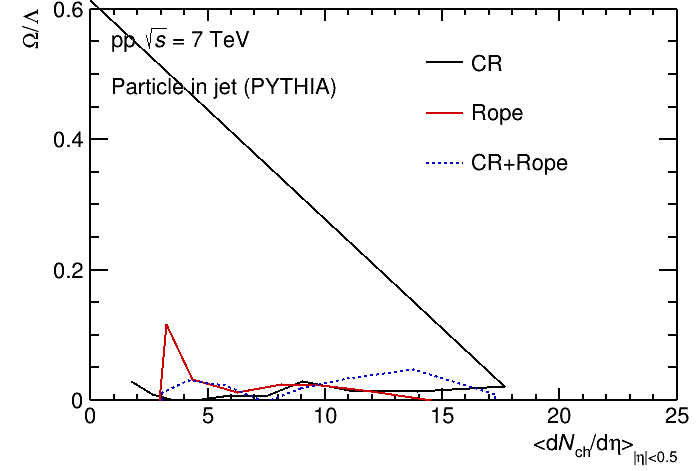 Ω/Λ
0.6
0.4
0.2
0
pp √s = 7 TeV
Particle in jet (PYTHIA)
CR
Rope
CR+Rope
0 5 10 15 20 25
<dNch/dη>|η|<0.5